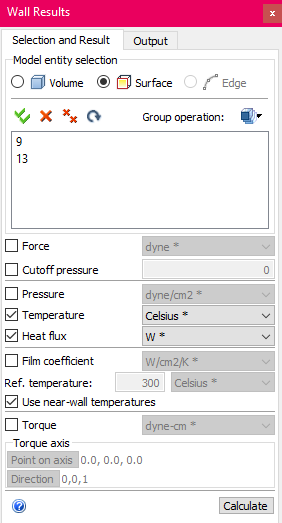 Wall Results
x
Selection and Result Output
Model entity selection
Volume Surface Edge
Group operation:
9
13
Force dyne *
Cutoff pressure 0
Pressure dyne/cm2 *
Temperature Celsius *
Heat flux W *
Film coefficient W/cm2/K *
Ref. temperature: 300 Celsius *
Use near-wall temperatures
Torque dyne-cm *
Torque axis
Point on axis 0.0, 0.0, 0.0
Direction 0,0,1
? Calculate